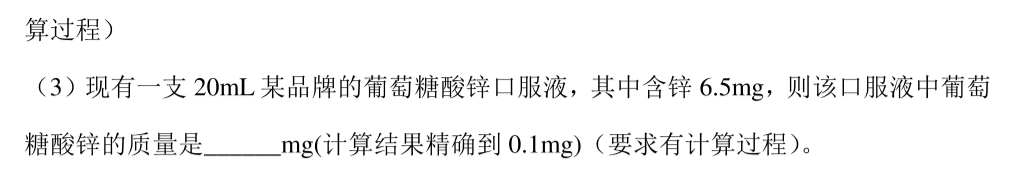 算过程）
（3）现有一支 20mL 某品牌的葡萄糖酸锌口服液，其中含锌 6.5mg，则该口服液中葡萄
糖酸锌的质量是______mg(计算结果精确到 0.1mg)（要求有计算过程）。